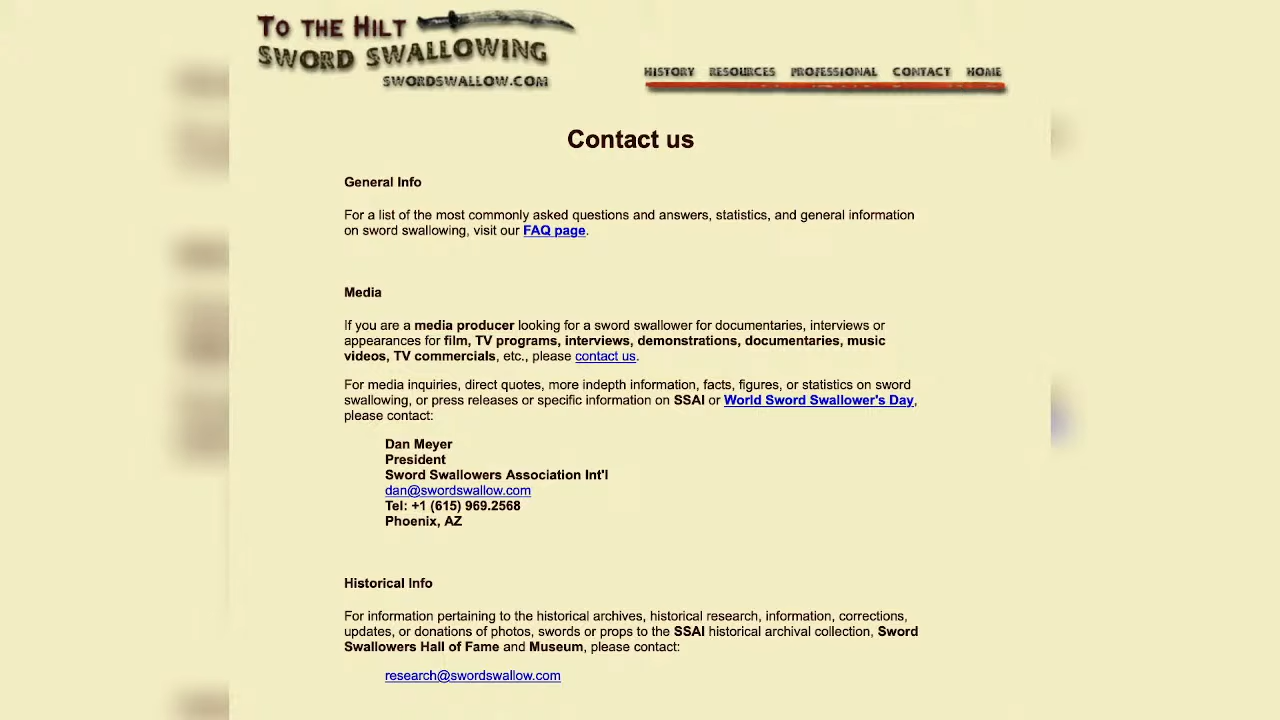 TO THE HILT
SWORD SWALLOWING
SWORDSWALLOW.COM
HISTORY RESOURCES PROFESSIONAL CONTACT HOME
Contact us
General Info
For a list of the most commonly asked questions and answers, statistics, and general information
on sword swallowing, visit our FAQ page.
Media
If you are a media producer looking for a sword swallower for documentaries, interviews or
appearances for film, TV programs, interviews, demonstrations, documentaries, music
videos, TV commercials, etc., please contact us.
For media inquiries, direct quotes, more indepth information, facts, figures, or statistics on sword
swallowing, or press releases or specific information on SSAI or World Sword Swallower's Day,
please contact:
Dan Meyer
President
Sword Swallowers Association Int'l
dan@swordswallow.com
Tel: +1 (615) 969.2568
Phoenix, AZ
Historical Info
For information pertaining to the historical archives, historical research, information, corrections,
updates, or donations of photos, swords or props to the SSAI historical archival collection, Sword
Swallowers Hall of Fame and Museum, please contact:
research@swordswallow.com